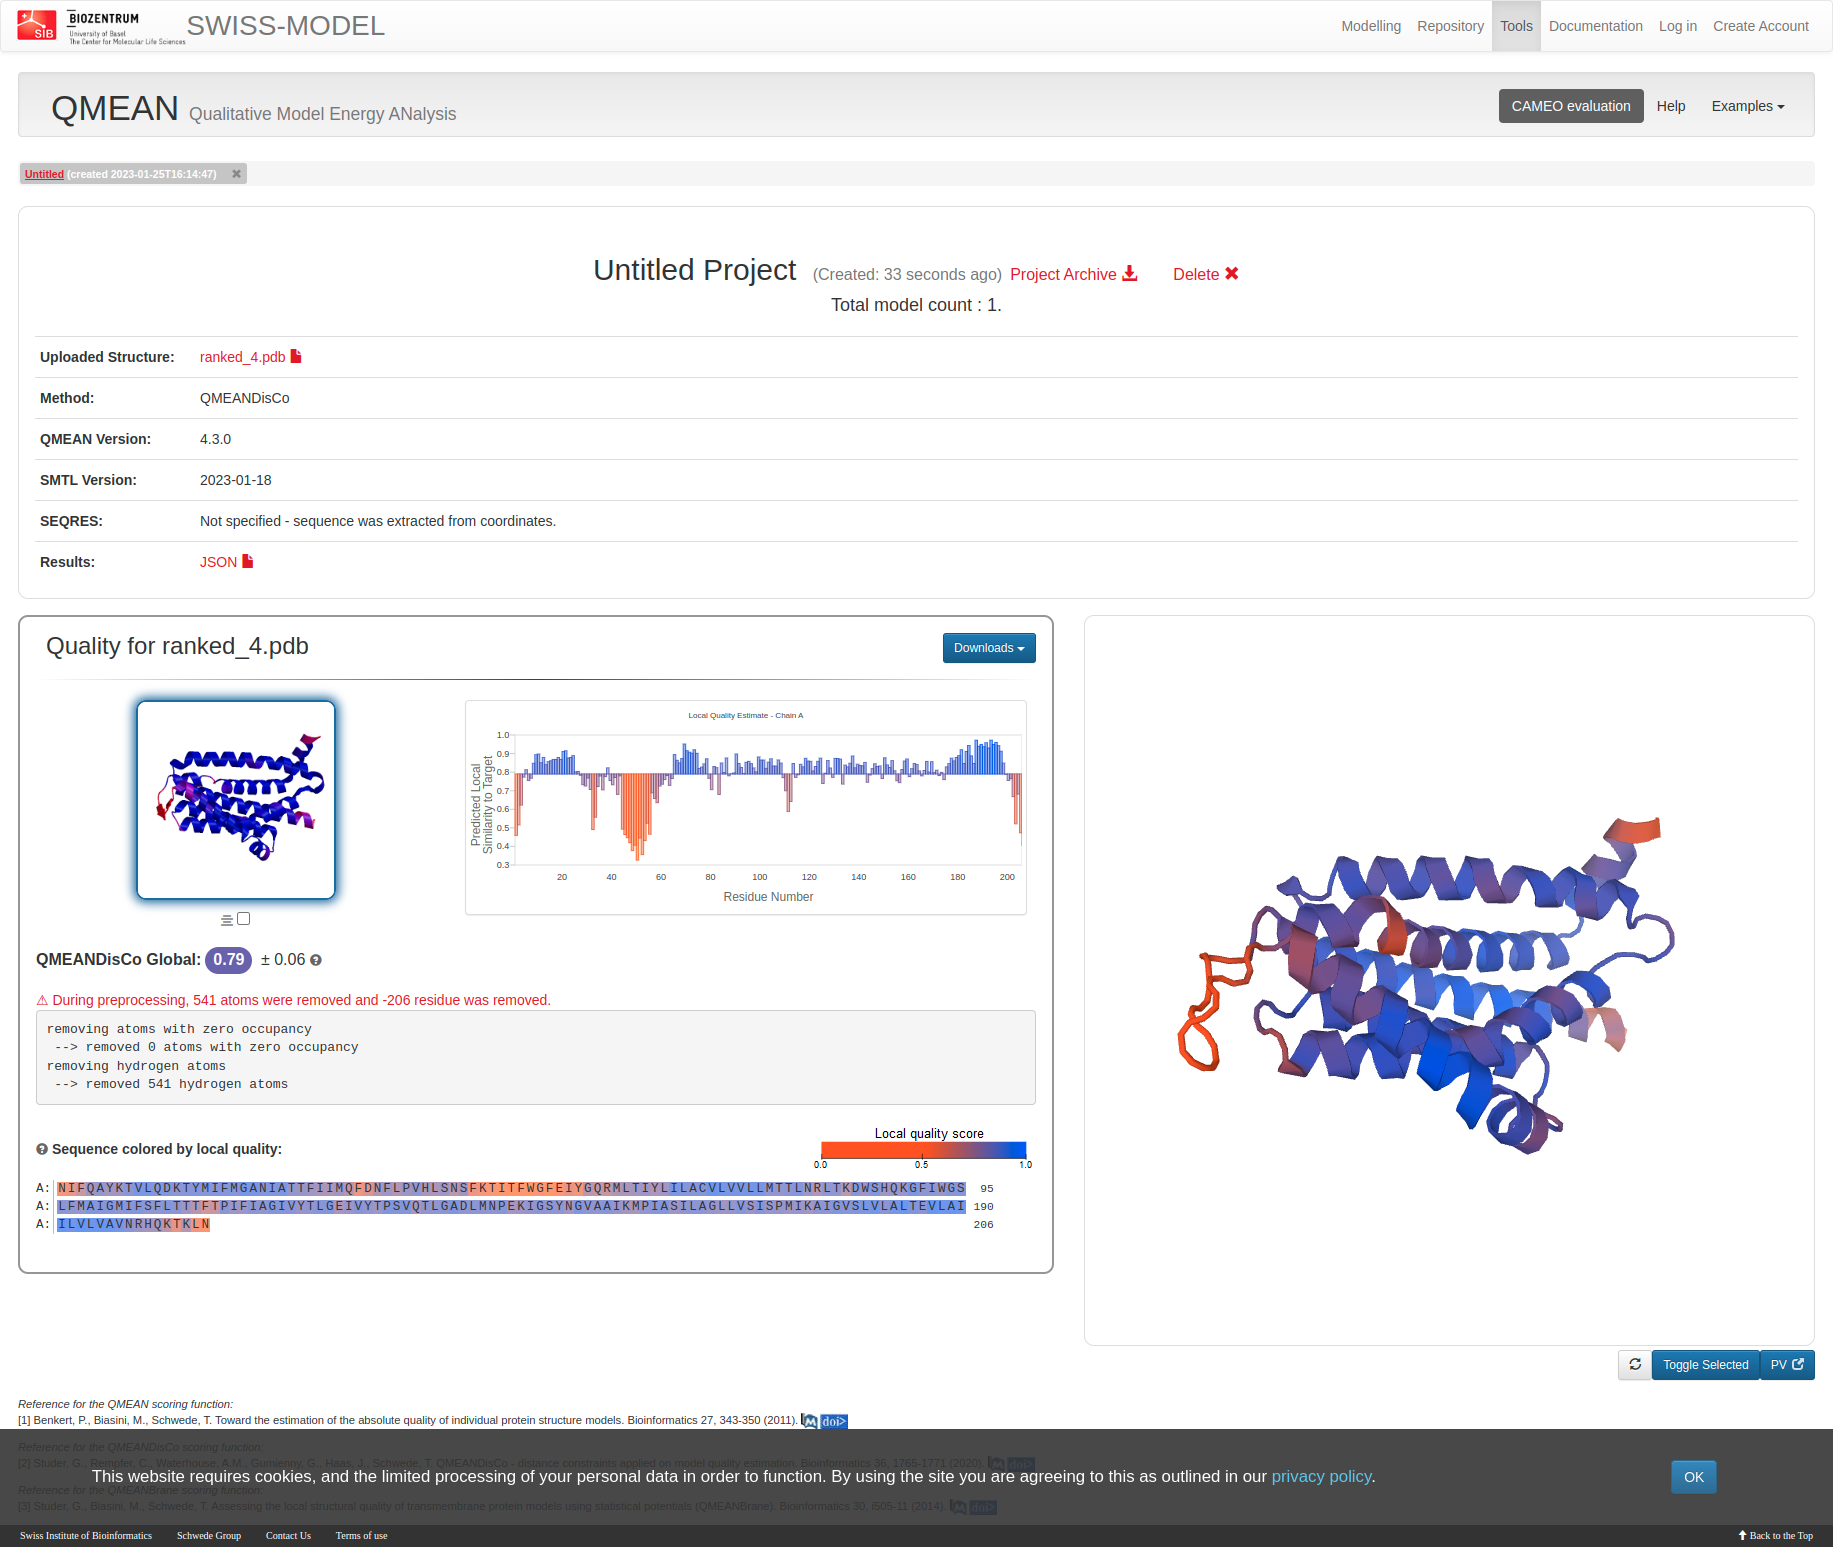 SIB
BIOZENTRUM
University of Basel
The Center for Molecular Life Sciences
SWISS-MODEL
Modelling Repository Tools Documentation Log in Create Account
QMEAN Qualitative Model Energy ANalysis
CAMEO evaluation Help Examples
Untitled (created 2023-01-25T16:14:47) ✖
Untitled Project (Created: 33 seconds ago) Project Archive Delete ✖
Total model count : 1.
Uploaded Structure: ranked_4.pdb
Method: QMEANDisCo
QMEAN Version: 4.3.0
SMTL Version: 2023-01-18
SEQRES: Not specified - sequence was extracted from coordinates.
Results: JSON
Quality for ranked_4.pdb
Downloads
Local Quality Estimate - Chain A
Predicted Local
Similarity to Target
1.0
0.9
0.8
0.7
0.6
0.5
0.4
0.3
20 40 60 80 100 120 140 160 180 200
Residue Number
QMEANDisCo Global: 0.79 ± 0.06
⚠ During preprocessing, 541 atoms were removed and -206 residue was removed.
removing atoms with zero occupancy
--> removed 0 atoms with zero occupancy
removing hydrogen atoms
--> removed 541 hydrogen atoms
Sequence colored by local quality:
Local quality score
0.0 0.5 1.0
A: NIFQAYKTVLQDKTYMIFMGANIATTFIIMQFDNFLPVHLSNSFKTITFWGFEIYGQRMLTIYLILACVLVVLLMTTLNRLTKDWSHQKGFIWGS 95
A: LFMAIGMIFSFLTTTFTPIFIAGIVYTLGEIVYTPSVQTLGADLMNPEKIGSYNGVAAIKMPIASILAGLLVSISPMIKAIGVSLVLALTEVLAI 190
A: ILVLVAVNRHQKTKLN 206
Toggle Selected PV
Reference for the QMEAN scoring function:
[1] Benkert, P., Biasini, M., Schwede, T. Toward the estimation of the absolute quality of individual protein structure models. Bioinformatics 27, 343-350 (2011). M doi>
Reference for the QMEANDisCo scoring function:
[2] Studer, G., Rempfer, C., Waterhouse, A.M., Gumienny, G., Haas, J., Schwede, T. QMEANDisCo - distance constraints applied on model quality estimation. Bioinformatics 36, 1765-1771 (2020). M doi>
This website requires cookies, and the limited processing of your personal data in order to function. By using the site you are agreeing to this as outlined in our privacy policy. OK
Reference for the QMEANBrane scoring function:
[3] Studer, G., Biasini, M., Schwede, T. Assessing the local structural quality of transmembrane protein models using statistical potentials (QMEANBrane). Bioinformatics 30, i505-11 (2014). M doi>
Swiss Institute of Bioinformatics Schwede Group Contact Us Terms of use Back to the Top